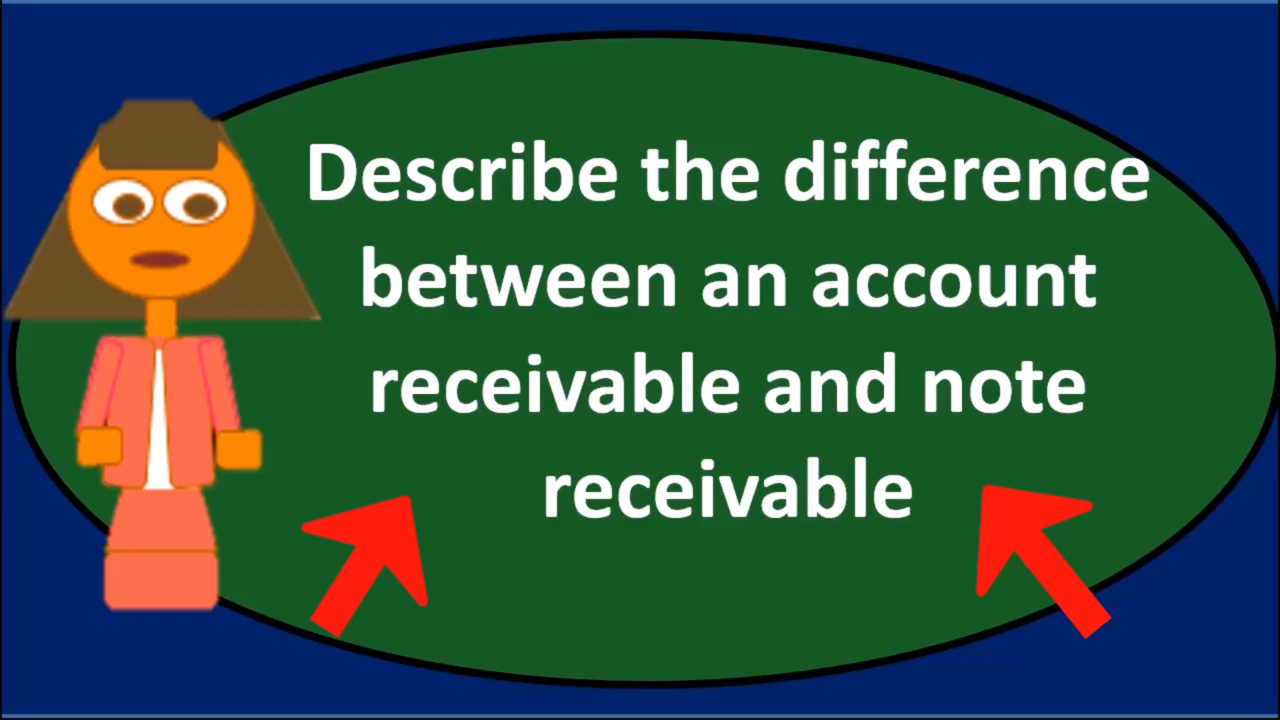 Describe the difference
between an account
receivable and note
receivable